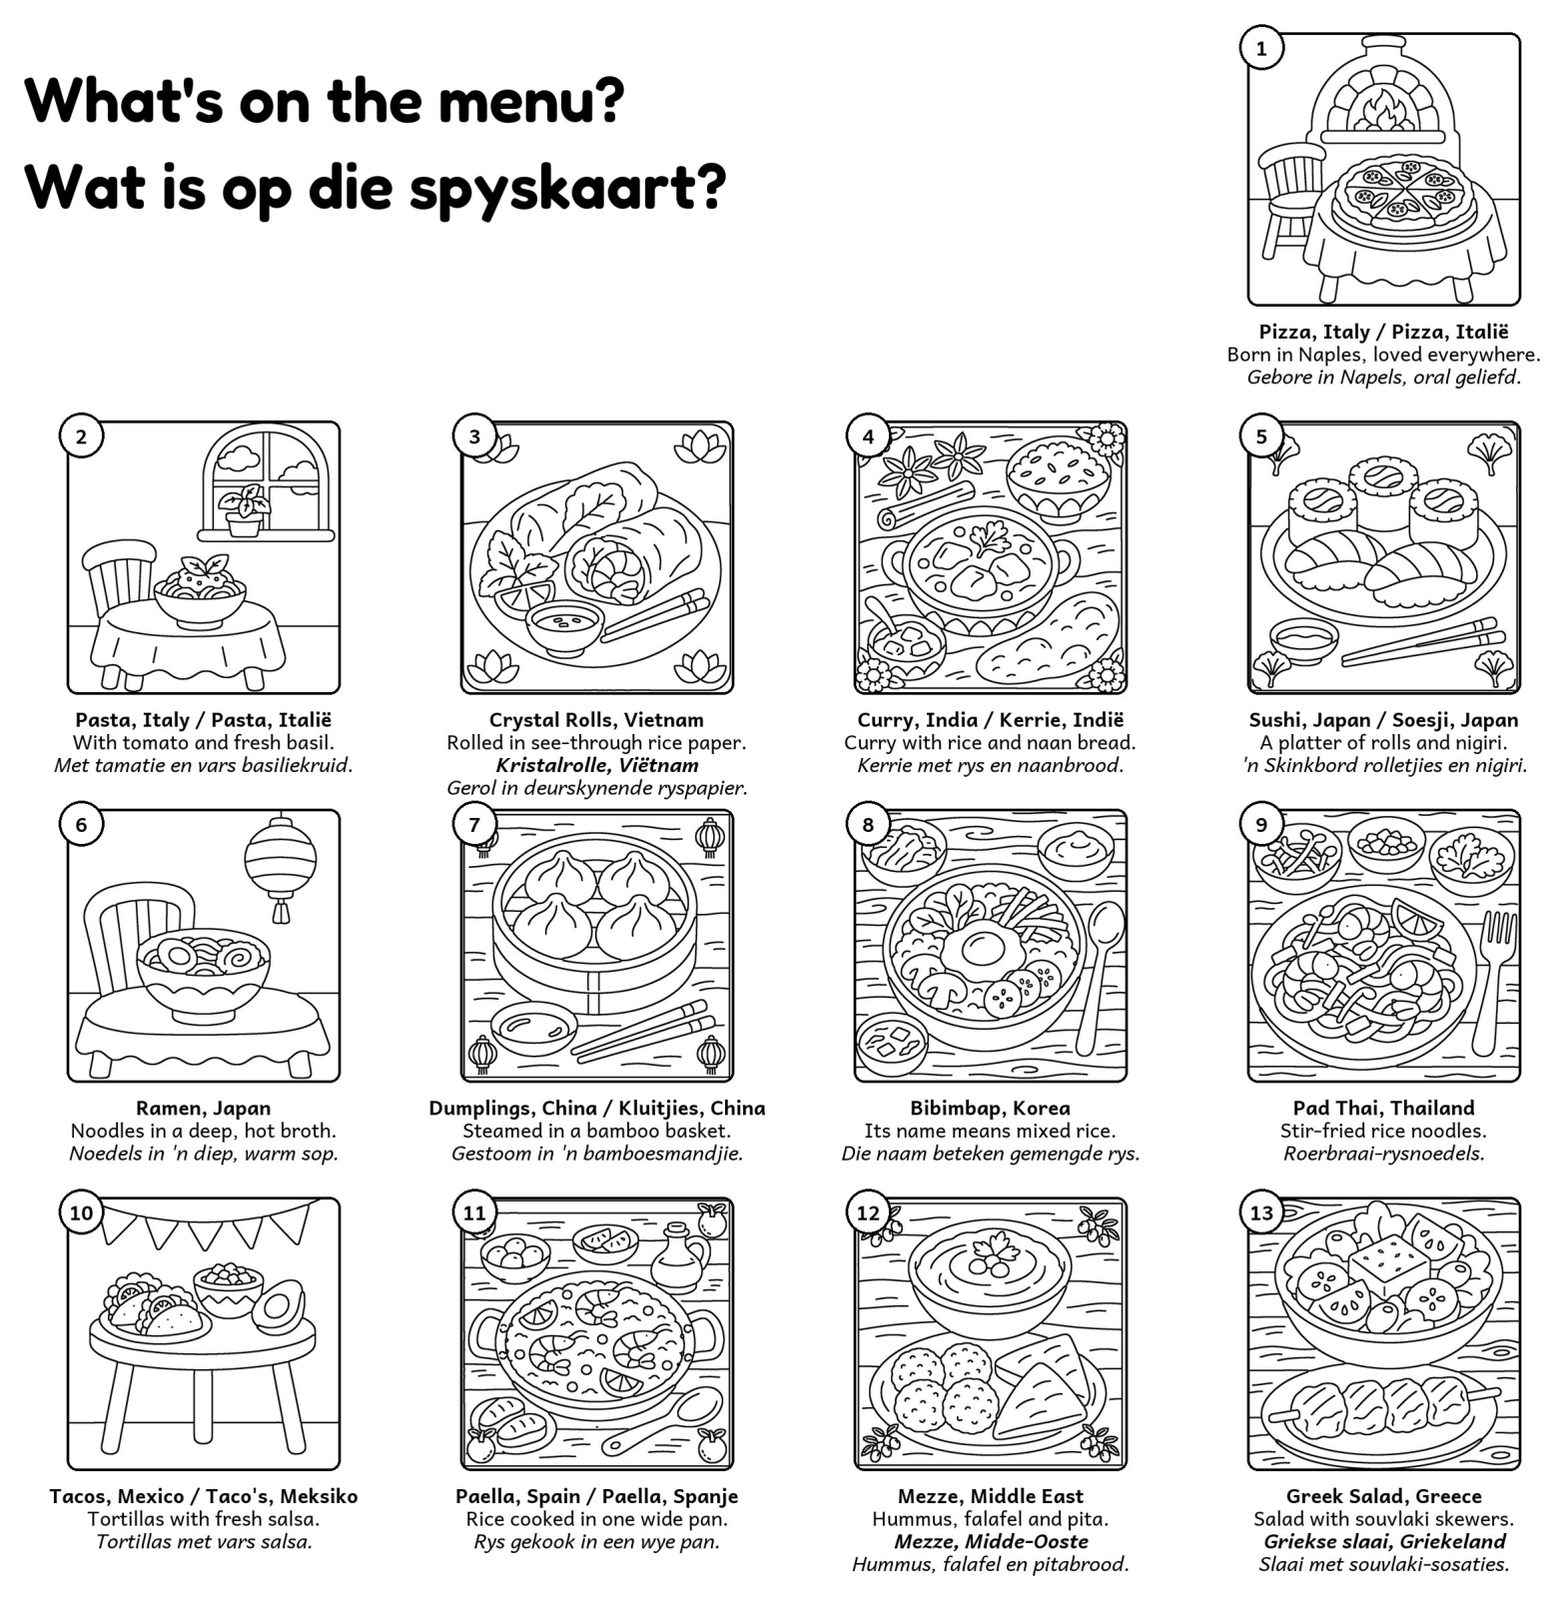 What's on the menu?
Wat is op die spyskaart?
1
Pizza, Italy / Pizza, Italië
Born in Naples, loved everywhere.
Gebore in Napels, oral geliefd.
2
Pasta, Italy / Pasta, Italië
With tomato and fresh basil.
Met tamatie en vars basiliekruid.
3
Crystal Rolls, Vietnam
Rolled in see-through rice paper.
Kristalrolle, Viëtnam
Gerol in deurskynende ryspapier.
4
Curry, India / Kerrie, Indië
Curry with rice and naan bread.
Kerrie met rys en naanbrood.
5
Sushi, Japan / Soesji, Japan
A platter of rolls and nigiri.
'n Skinkbord rolletjies en nigiri.
6
Ramen, Japan
Noodles in a deep, hot broth.
Noedels in 'n diep, warm sop.
7
Dumplings, China / Kluitjies, China
Steamed in a bamboo basket.
Gestoom in 'n bamboesmandjie.
8
Bibimbap, Korea
Its name means mixed rice.
Die naam beteken gemengde rys.
9
Pad Thai, Thailand
Stir-fried rice noodles.
Roerbraai-rysnoedels.
10
Tacos, Mexico / Taco's, Meksiko
Tortillas with fresh salsa.
Tortillas met vars salsa.
11
Paella, Spain / Paella, Spanje
Rice cooked in one wide pan.
Rys gekook in een wye pan.
12
Mezze, Middle East
Hummus, falafel and pita.
Mezze, Midde-Ooste
Hummus, falafel en pitabrood.
13
Greek Salad, Greece
Salad with souvlaki skewers.
Griekse slaai, Griekeland
Slaai met souvlaki-sosaties.